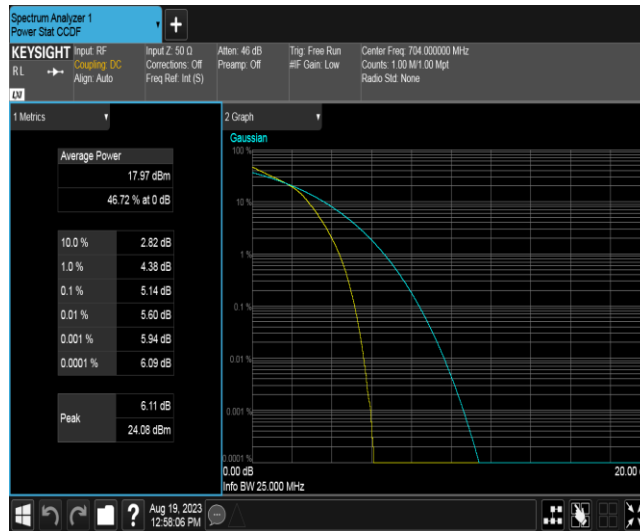 Spectrum Analyzer 1
Power Stat CCDF
+
KEYSIGHT
RL
LXI
Input: RF
Coupling: DC
Align: Auto
Input Z: 50 Ω
Corrections: Off
Freq Ref: Int (S)
Atten: 46 dB
Preamp: Off
Trig: Free Run
#IF Gain: Low
Center Freq: 704.000000 MHz
Counts: 1.00 M/1.00 Mpt
Radio Std: None
1 Metrics
Average Power
17.97 dBm
46.72 % at 0 dB
10.0 % 2.82 dB
1.0 % 4.38 dB
0.1 % 5.14 dB
0.01 % 5.60 dB
0.001 % 5.94 dB
0.0001 % 6.09 dB
Peak
6.11 dB
24.08 dBm
2 Graph
Gaussian
100 %
10 %
1 %
0.1 %
0.01 %
0.001 %
0.0001 %
0.00 dB
20.00
Info BW 25.000 MHz
?
Aug 19, 2023
12:58:06 PM